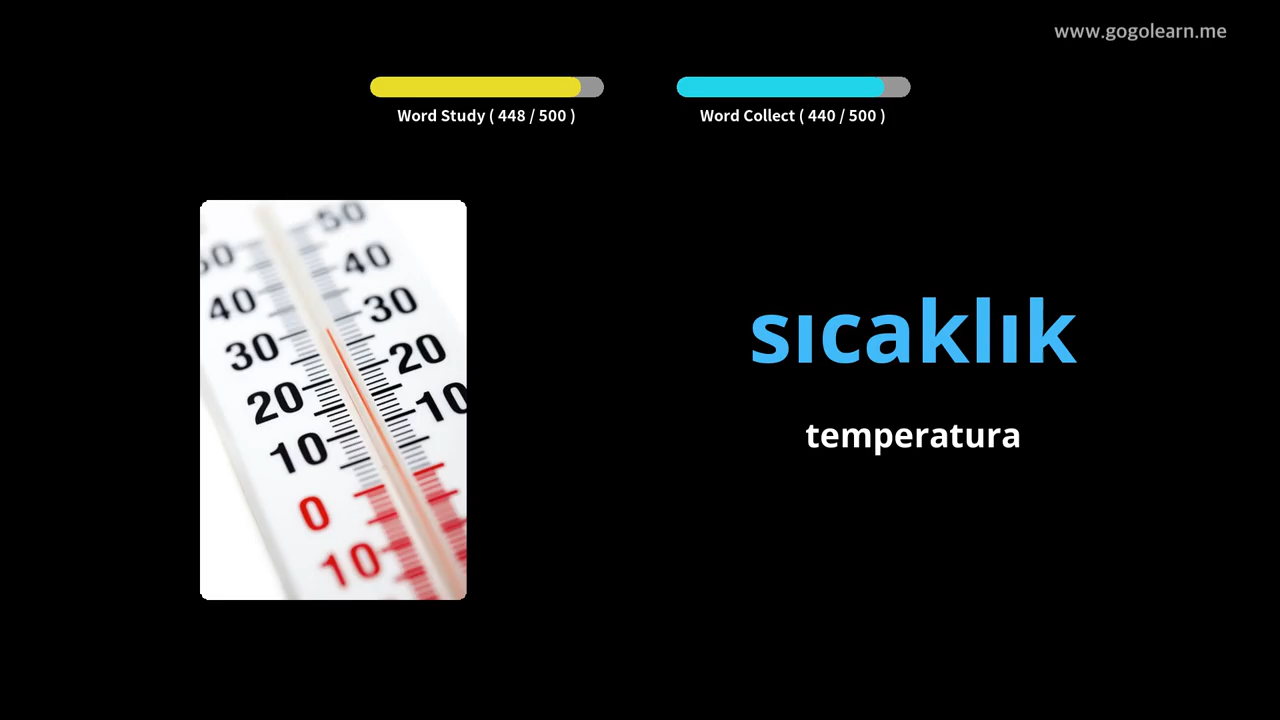 www.gogolearn.me
Word Study ( 448 / 500 )
Word Collect ( 440 / 500 )
50
50
40
40
30
30
20
20
10
10
0
10
sıcaklık
temperatura